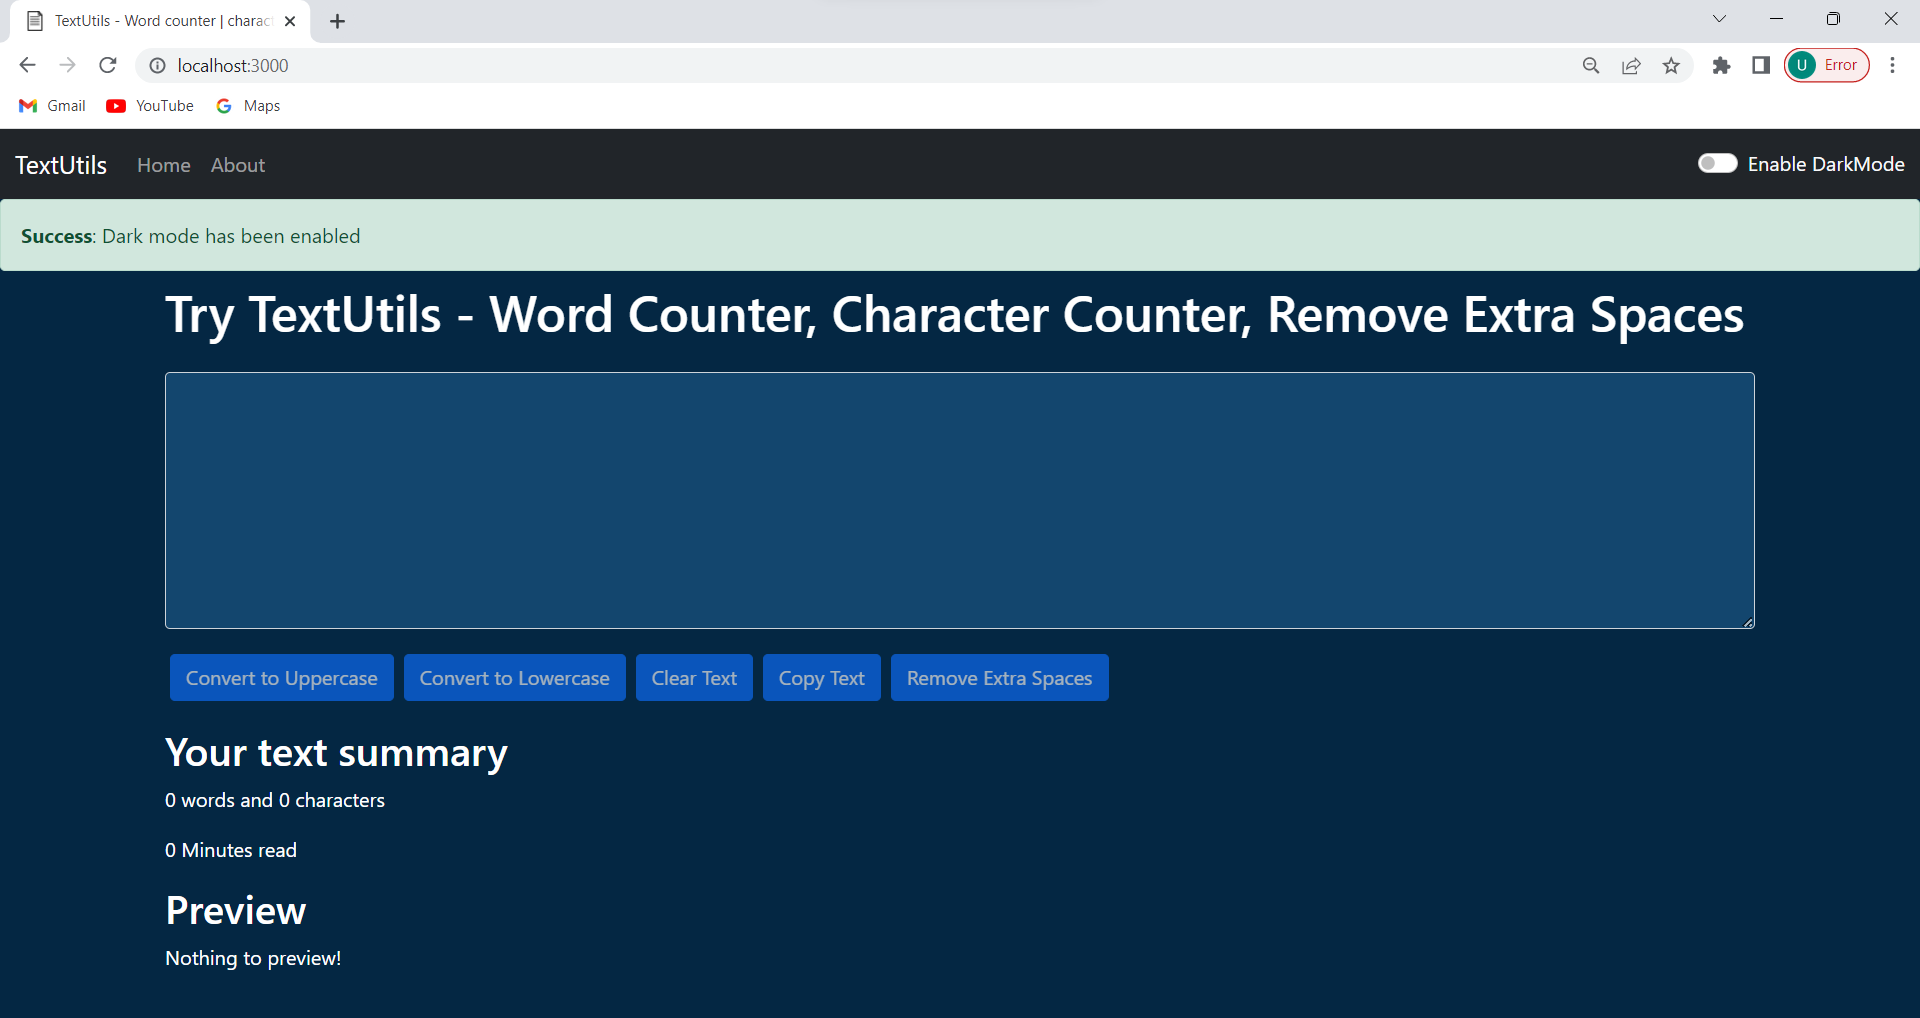 TextUtils - Word counter | charac
localhost:3000
U Error
Gmail YouTube Maps
TextUtils Home About Enable DarkMode
Success: Dark mode has been enabled
Try TextUtils - Word Counter, Character Counter, Remove Extra Spaces
Convert to Uppercase Convert to Lowercase Clear Text Copy Text Remove Extra Spaces
Your text summary
0 words and 0 characters
0 Minutes read
Preview
Nothing to preview!